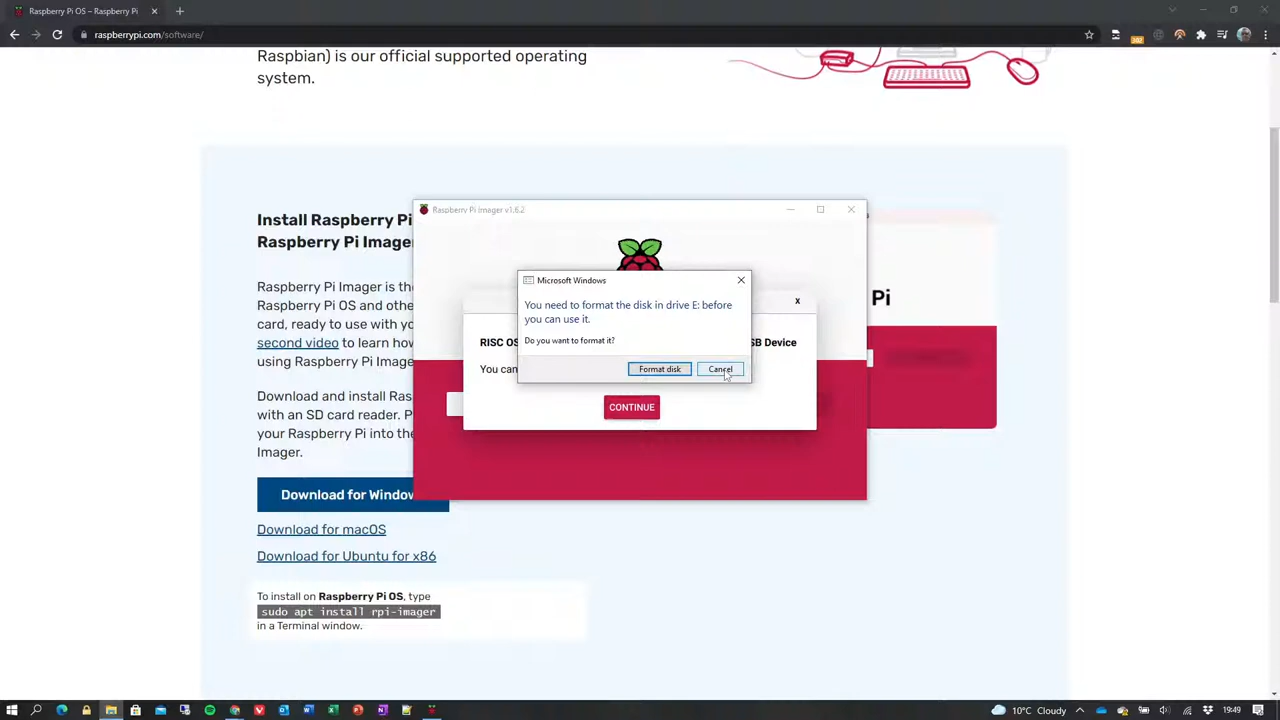 Raspberry Pi OS – Raspberry Pi
raspberrypi.com/software/
Raspbian) is our official supported operating
system.
Install Raspberry Pi
Raspberry Pi Image
Raspberry Pi Imager is the
Raspberry Pi OS and othe
card, ready to use with yo
second video to learn how
using Raspberry Pi Image
Download and install Ras
with an SD card reader. P
your Raspberry Pi into the
Imager.
Download for Window
Download for macOS
Download for Ubuntu for x86
To install on Raspberry Pi OS, type
sudo apt install rpi-imager
in a Terminal window.
Raspberry Pi Imager v1.6.2
Microsoft Windows
You need to format the disk in drive E: before
you can use it.
Do you want to format it?
Format disk
Cancel
RISC OS
SB Device
You can
CONTINUE
Pi
10°C Cloudy
19:49